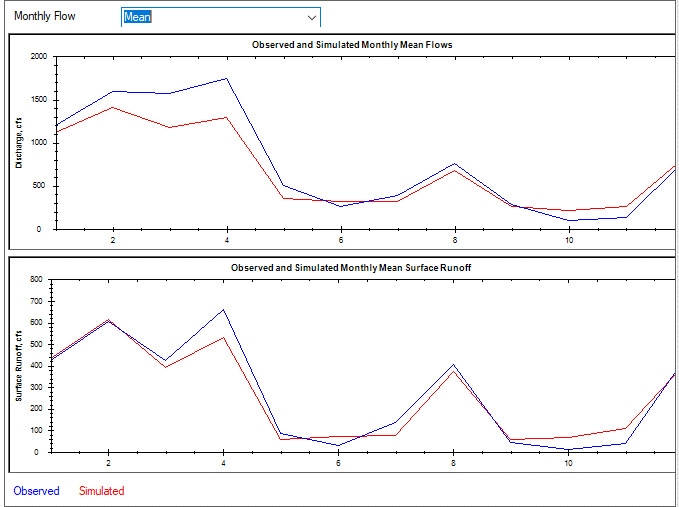 Monthly Flow Mean
Observed and Simulated Monthly Mean Flows
2000
1500
1000
500
0
Discharge, cfs
2 4 6 8 10
Observed and Simulated Monthly Mean Surface Runoff
800
700
600
500
400
300
200
100
0
Surface Runoff, cfs
2 4 6 8 10
Observed Simulated